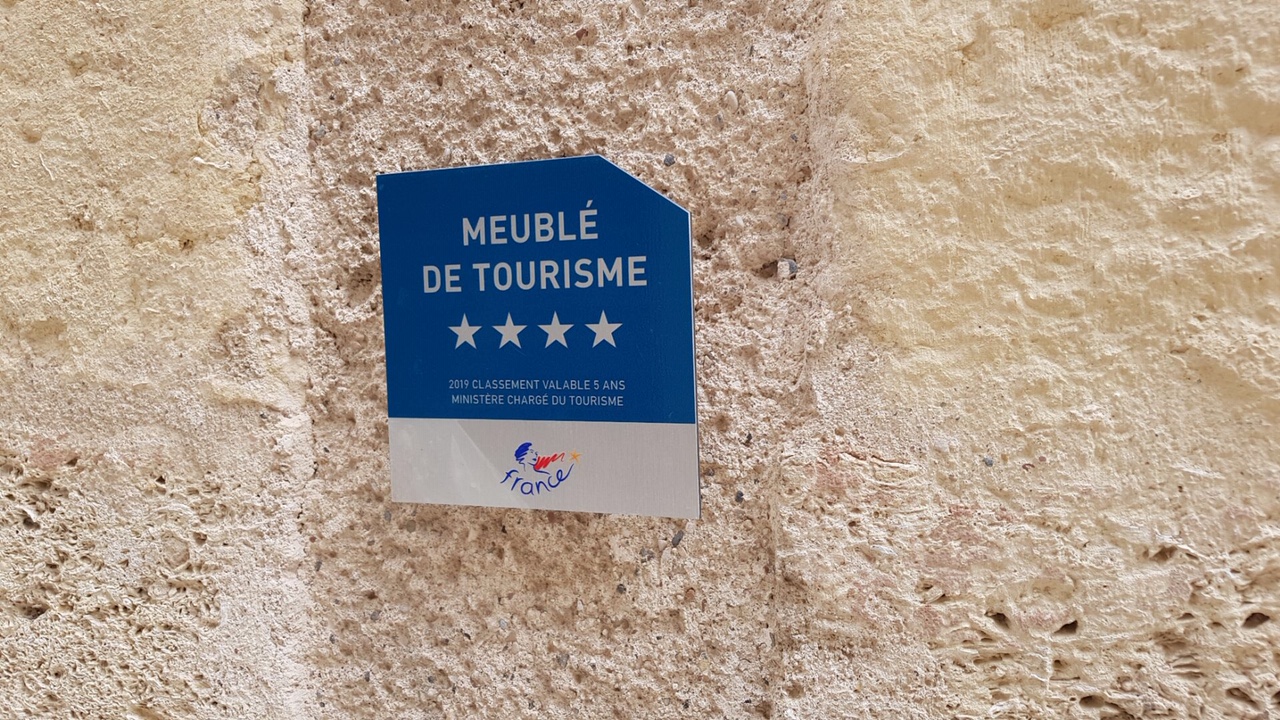 MEUBLÉ
DE TOURISME
★★★★
2019 CLASSEMENT VALABLE 5 ANS
MINISTÈRE CHARGÉ DU TOURISME
france